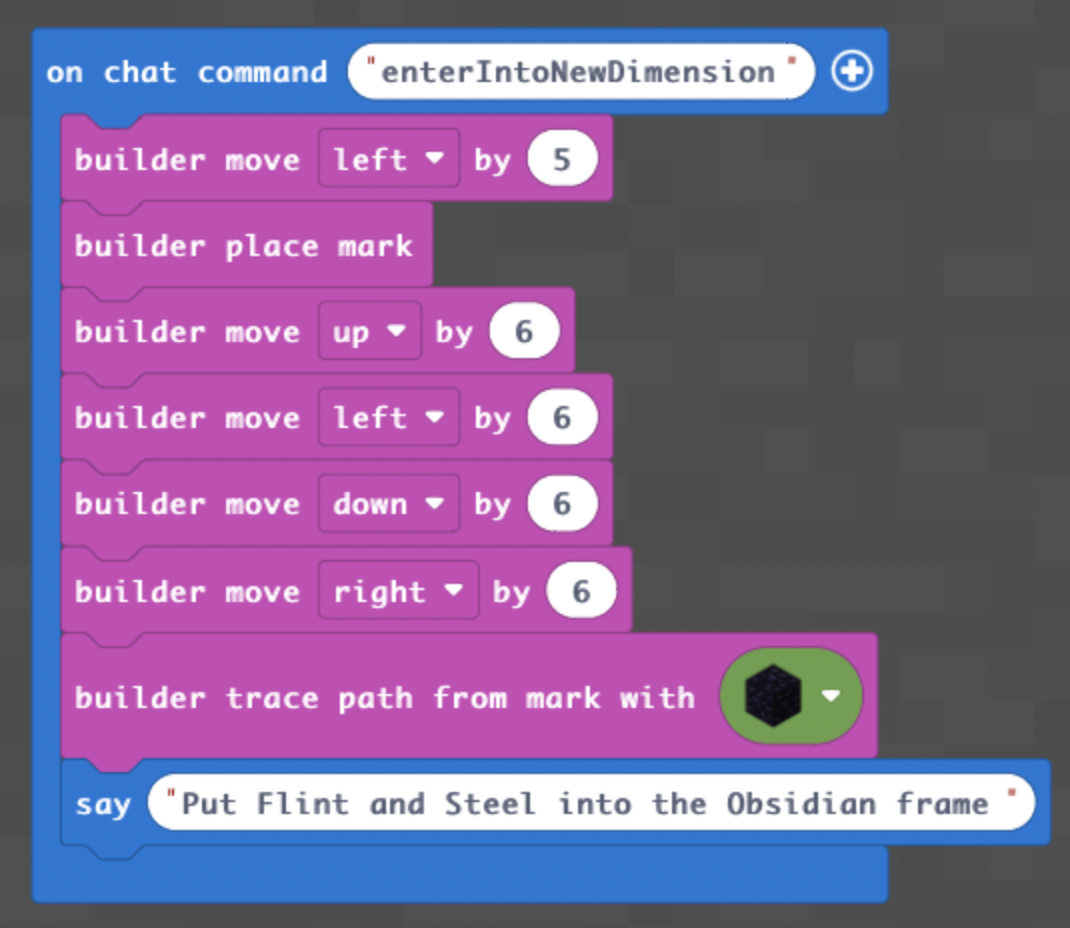 on chat command "enterIntoNewDimension"
builder move left by 5
builder place mark
builder move up by 6
builder move left by 6
builder move down by 6
builder move right by 6
builder trace path from mark with
say "Put Flint and Steel into the Obsidian frame"